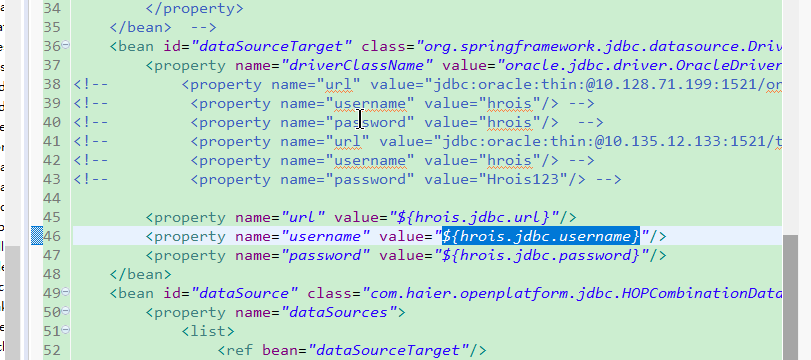 34 </property>
35 </bean> -->
36 <bean id="dataSourceTarget" class="org.springframework.jdbc.datasource.Driv
37 <property name="driverClassName" value="oracle.jdbc.driver.OracleDriver
38 <!-- <property name="url" value="jdbc:oracle:thin:@10.128.71.199:1521/or
39 <!-- <property name="username" value="hrois"/> -->
40 <!-- <property name="password" value="hrois"/> -->
41 <!-- <property name="url" value="jdbc:oracle:thin:@10.135.12.133:1521/t
42 <!-- <property name="username" value="hrois"/> -->
43 <!-- <property name="password" value="Hrois123"/> -->
44
45 <property name="url" value="${hrois.jdbc.url}"/>
46 <property name="username" value="${hrois.jdbc.username}"/>
47 <property name="password" value="${hrois.jdbc.password}"/>
48 </bean>
49 <bean id="dataSource" class="com.haier.openplatform.jdbc.HOPCombinationData
50 <property name="dataSources">
51 <list>
52 <ref bean="dataSourceTarget"/>